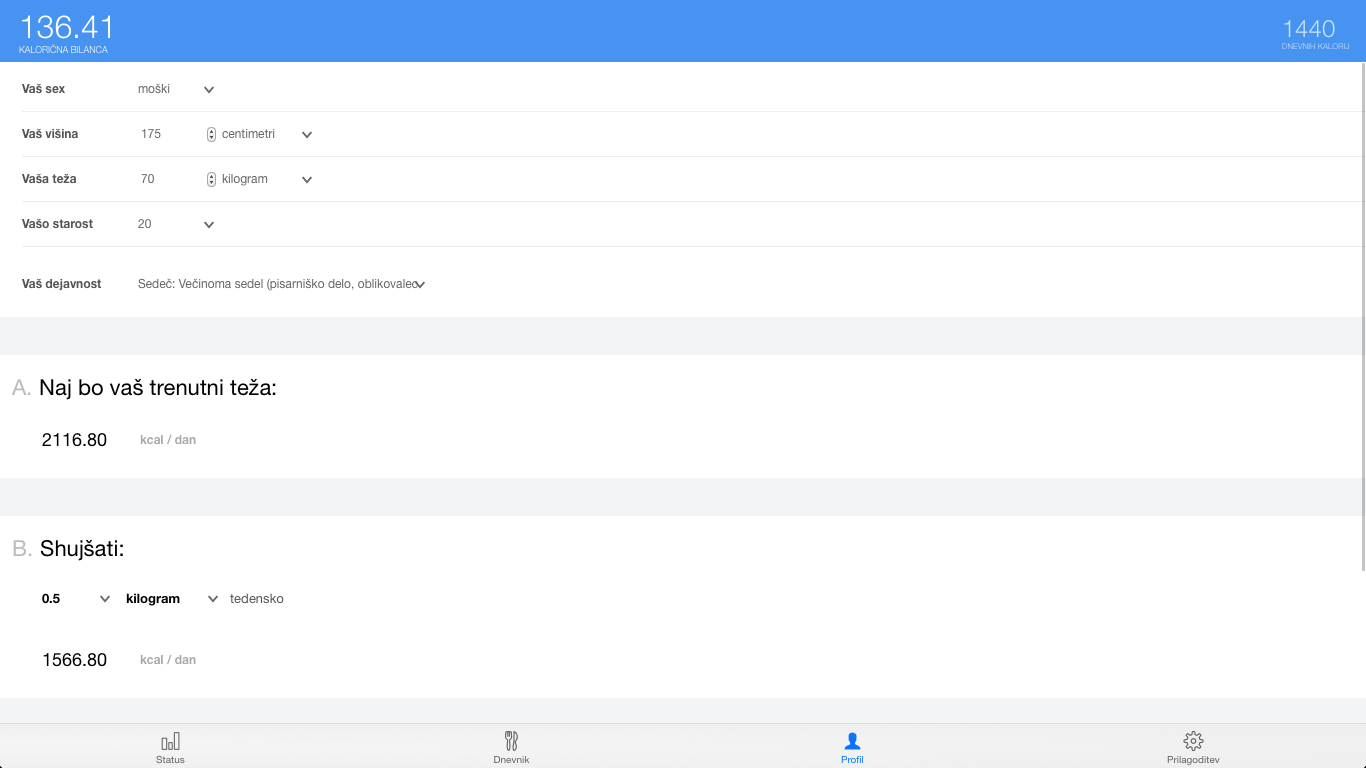 136.41
KALORIČNA BILANCA
1440
DNEVNIH KALORIJ
Vaš sex moški
Vaš višina 175 centimetri
Vaša teža 70 kilogram
Vašo starost 20
Vaš dejavnost Sedeč: Večinoma sedel (pisarniško delo, oblikovalec
A. Naj bo vaš trenutni teža:
2116.80 kcal / dan
B. Shujšati:
0.5 kilogram tedensko
1566.80 kcal / dan
Status Dnevnik Profil Prilagoditev